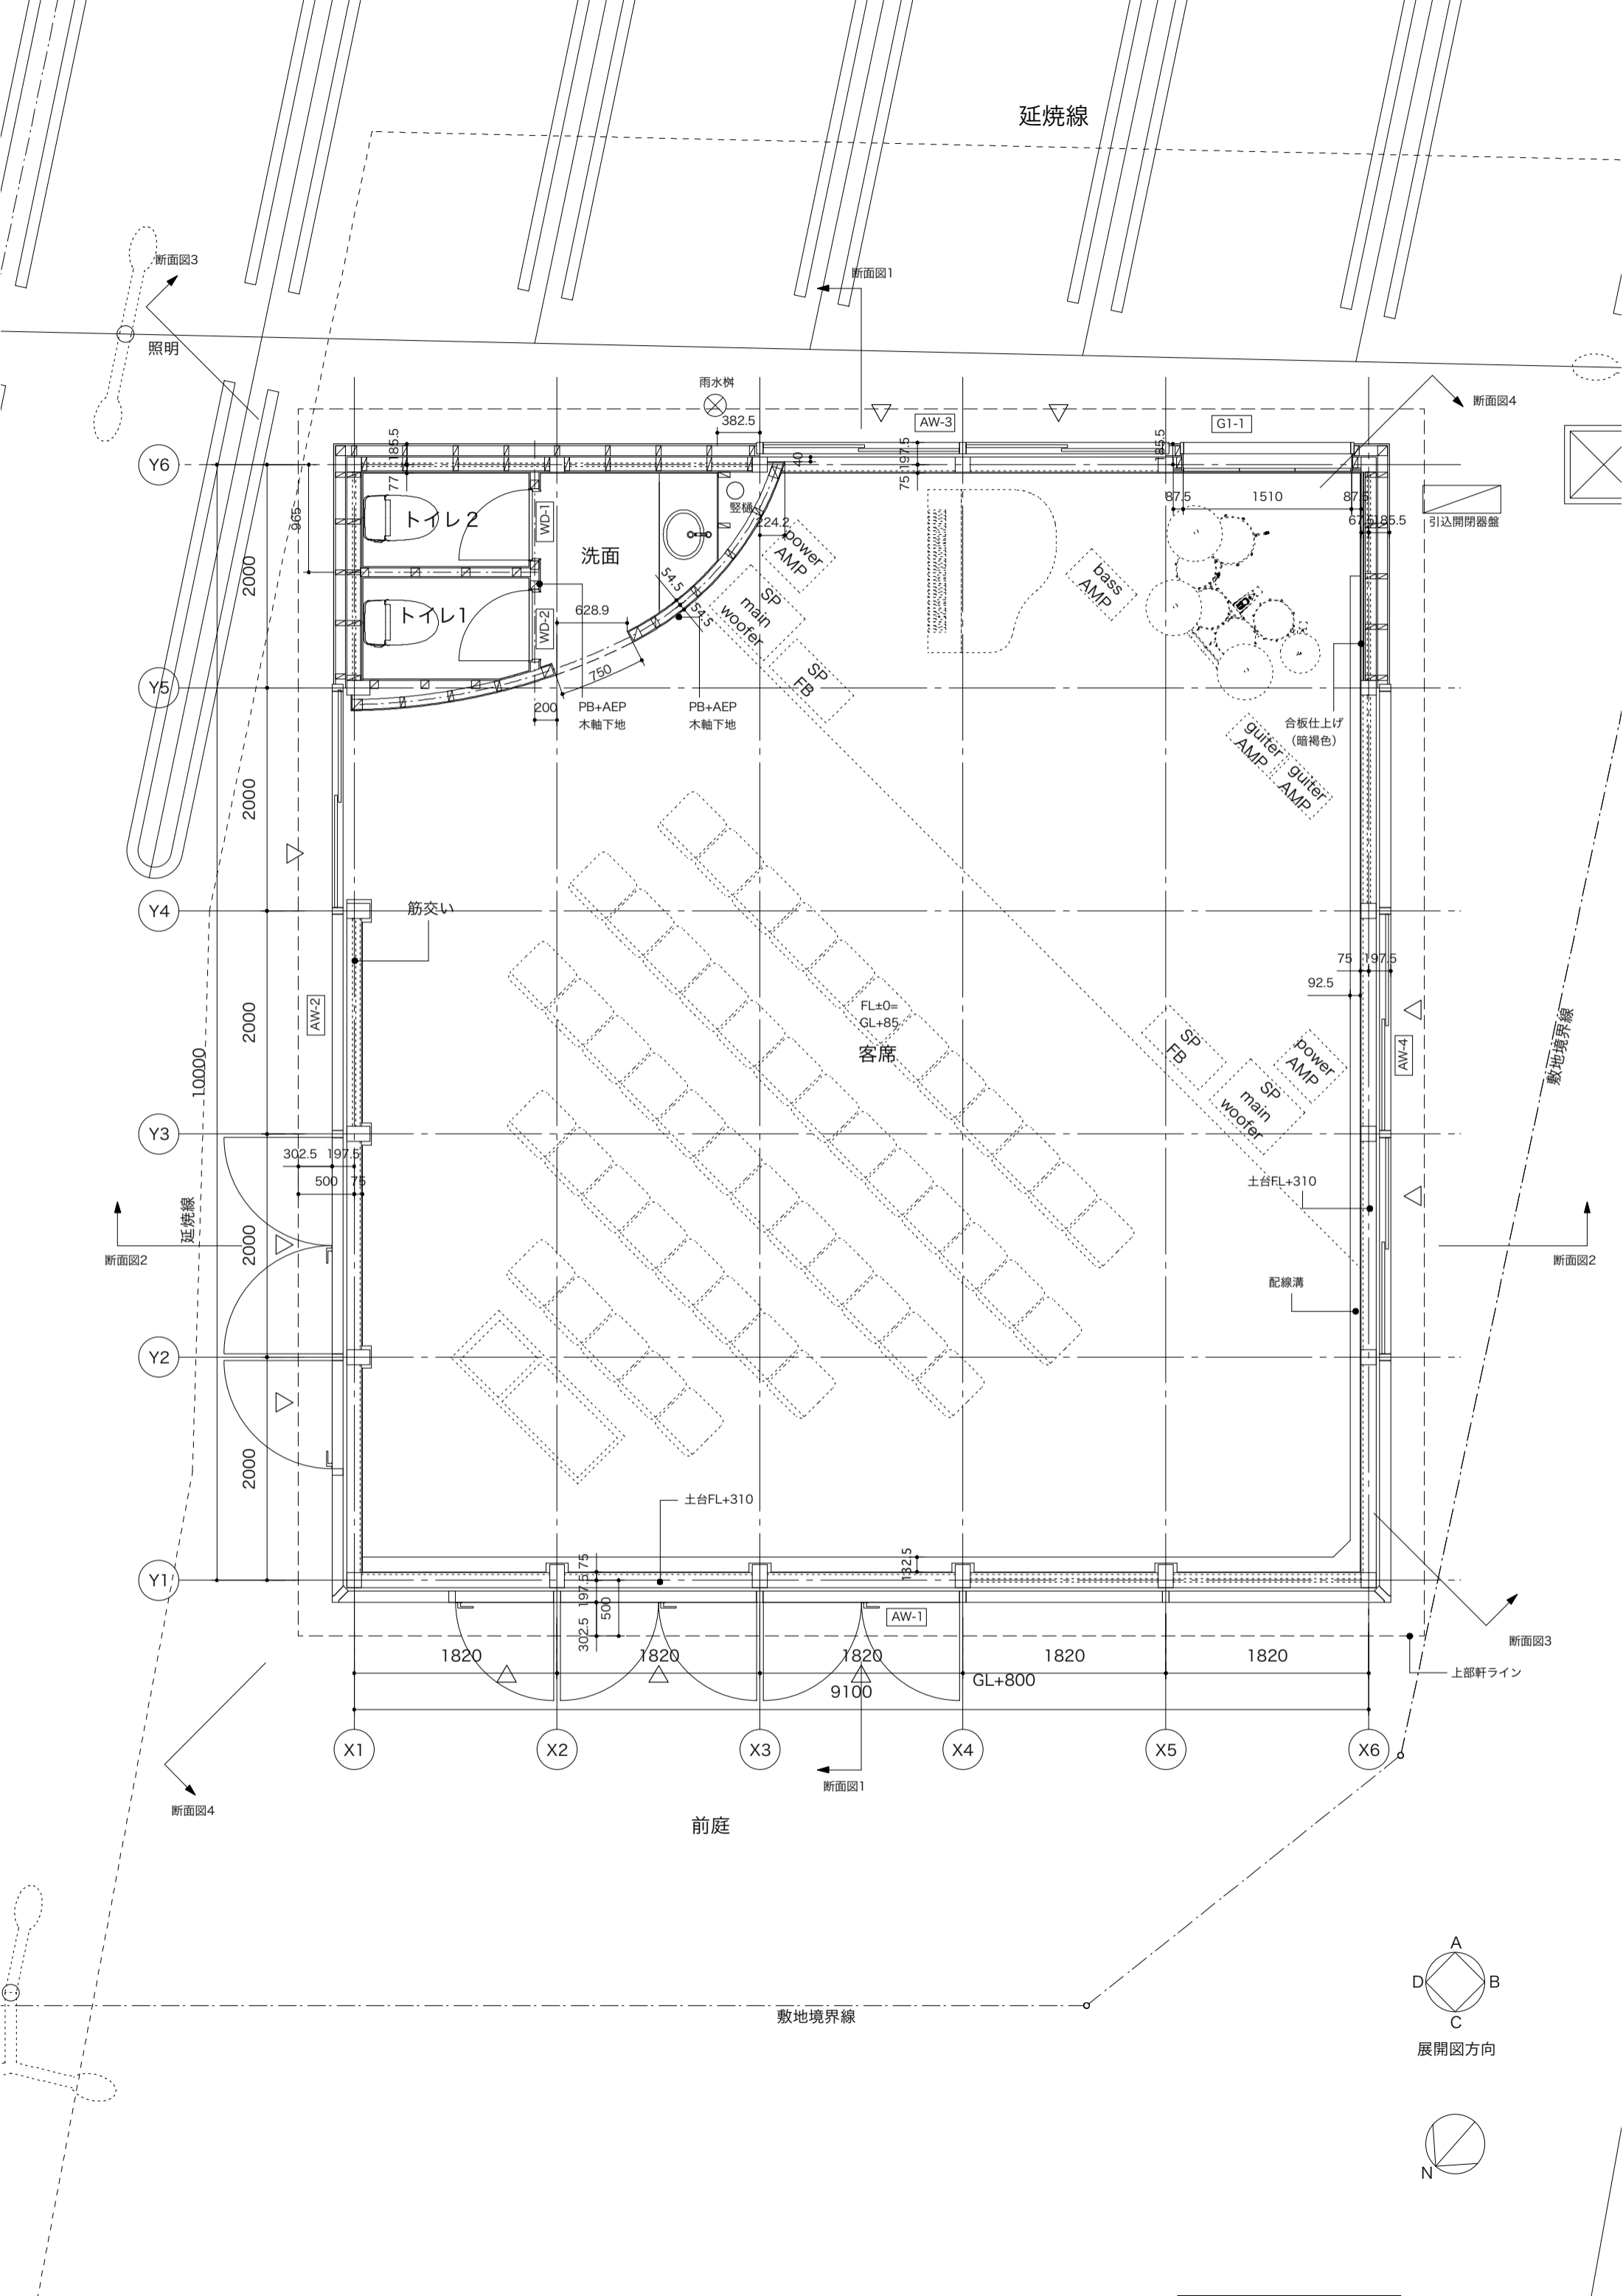 延焼線
断面図3
断面図1
照明
雨水桝
断面図4
382.5
AW-3
G1-1
Y6
185.5
77
40
197.5
75
185.5
87.5
1510
87.5
67.5
185.5
引込開閉器盤
965
トイレ2
WD-1
竪樋
224.2
洗面
power
AMP
bass
AMP
2000
54.5
54.5
SP
main
woofer
トイレ1
WD-2
628.9
SP
FB
Y5
750
200
PB+AEP
木軸下地
PB+AEP
木軸下地
合板仕上げ
（暗褐色）
guiter
AMP
guiter
AMP
2000
Y4
筋交い
75
197.5
92.5
AW-2
2000
10000
FL±0=
GL+85
客席
SP
FB
power
AMP
SP
main
woofer
AW-4
敷地境界線
Y3
302.5
197.5
500
75
土台FL+310
延焼線
2000
断面図2
断面図2
配線溝
Y2
2000
土台FL+310
Y1
75
197.5
302.5
500
132.5
AW-1
断面図3
1820
1820
1820
1820
1820
上部軒ライン
GL+800
9100
X1
X2
X3
X4
X5
X6
断面図1
断面図4
前庭
A
D
B
C
展開図方向
敷地境界線
N